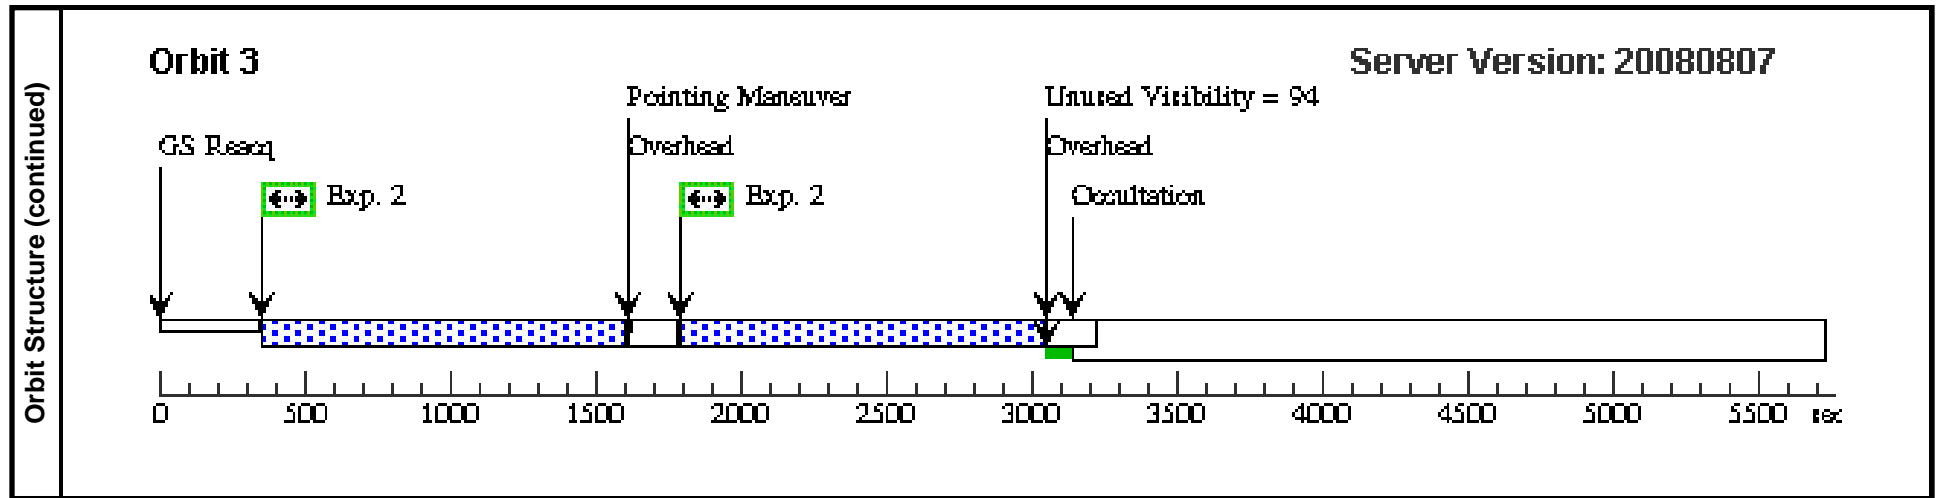 Orbit Structure (continued)
Orbit 3
Server Version: 20080807
Pointing Maneuver
Unused Visibility = 94
GS Reacq
Overhead
Overhead
Exp. 2
Exp. 2
Occultation
0 500 1000 1500 2000 2500 3000 3500 4000 4500 5000 5500 sec